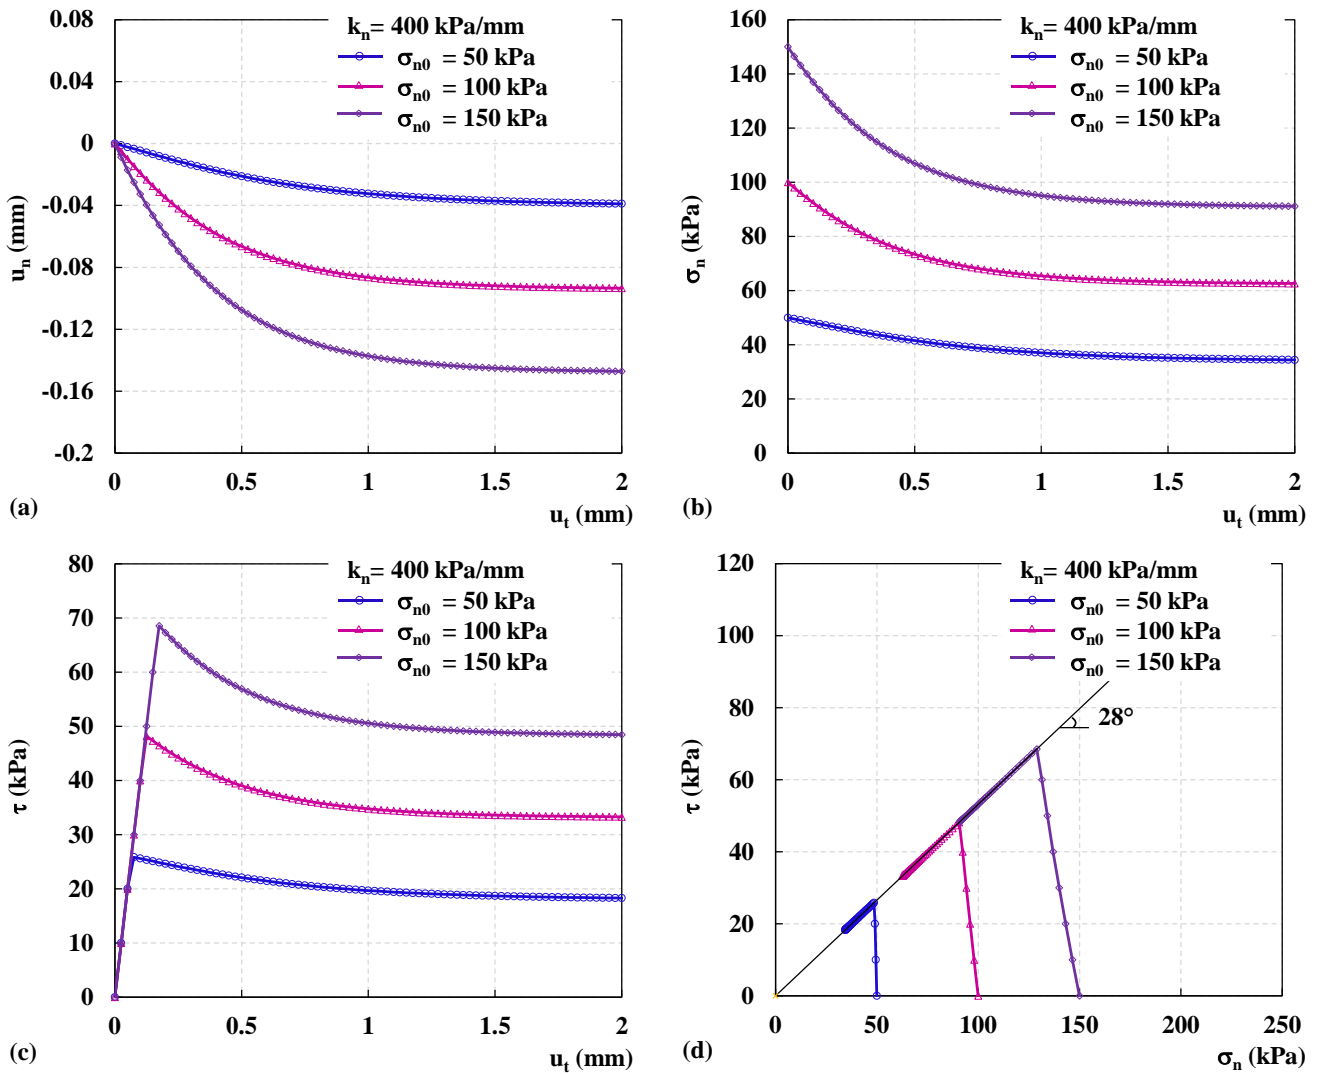 k_n= 400 kPa/mm
σ_n0 = 50 kPa
σ_n0 = 100 kPa
σ_n0 = 150 kPa
0.08
0.04
0
-0.04
-0.08
-0.12
-0.16
-0.2
u_n (mm)
0 0.5 1 1.5 2
(a)
u_t (mm)
k_n= 400 kPa/mm
σ_n0 = 50 kPa
σ_n0 = 100 kPa
σ_n0 = 150 kPa
160
140
120
100
80
60
40
20
0
σ_n (kPa)
0 0.5 1 1.5 2
(b)
u_t (mm)
k_n= 400 kPa/mm
σ_n0 = 50 kPa
σ_n0 = 100 kPa
σ_n0 = 150 kPa
80
70
60
50
40
30
20
10
0
τ (kPa)
0 0.5 1 1.5 2
(c)
u_t (mm)
k_n= 400 kPa/mm
σ_n0 = 50 kPa
σ_n0 = 100 kPa
σ_n0 = 150 kPa
28°
120
100
80
60
40
20
0
τ (kPa)
0 50 100 150 200 250
(d)
σ_n (kPa)